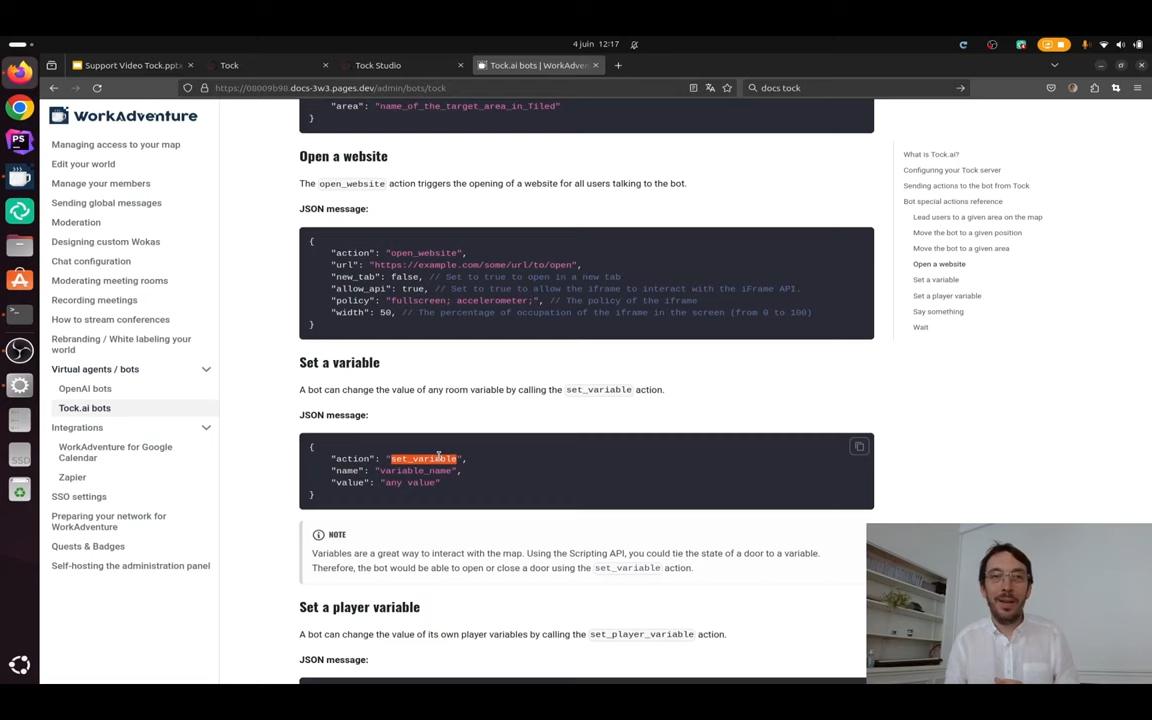 4 juin 12:17
Support Video Tock.pptx
Tock
Tock Studio
Tock.ai bots | WorkAdven
https://08009b98.docs-3w3.pages.dev/admin/bots/tock
docs tock
WorkAdventure
Managing access to your map
Edit your world
Manage your members
Sending global messages
Moderation
Designing custom Wokas
Chat configuration
Moderating meeting rooms
Recording meetings
How to stream conferences
Rebranding / White labeling your
world
Virtual agents / bots
OpenAI bots
Tock.ai bots
Integrations
WorkAdventure for Google
Calendar
Zapier
SSO settings
Preparing your network for
WorkAdventure
Quests & Badges
Self-hosting the administration panel
"area": "name_of_the_target_area_in_Tiled"
}
Open a website
The open_website action triggers the opening of a website for all users talking to the bot.
JSON message:
{
"action": "open_website",
"url": "https://example.com/some/url/to/open",
"new_tab": false, // Set to true to open in a new tab
"allow_api": true, // Set to true to allow the iframe to interact with the iFrame API.
"policy": "fullscreen; accelerometer;", // The policy of the iframe
"width": 50, // The percentage of occupation of the iframe in the screen (from 0 to 100)
}
Set a variable
A bot can change the value of any room variable by calling the set_variable action.
JSON message:
{
"action": "set_variable",
"name": "variable_name",
"value": "any value"
}
NOTE
Variables are a great way to interact with the map. Using the Scripting API, you could tie the state of a door to a variable.
Therefore, the bot would be able to open or close a door using the set_variable action.
Set a player variable
A bot can change the value of its own player variables by calling the set_player_variable action.
JSON message:
What is Tock.ai?
Configuring your Tock server
Sending actions to the bot from Tock
Bot special actions reference
Lead users to a given area on the map
Move the bot to a given position
Move the bot to a given area
Open a website
Set a variable
Set a player variable
Say something
Wait
PS
SSD